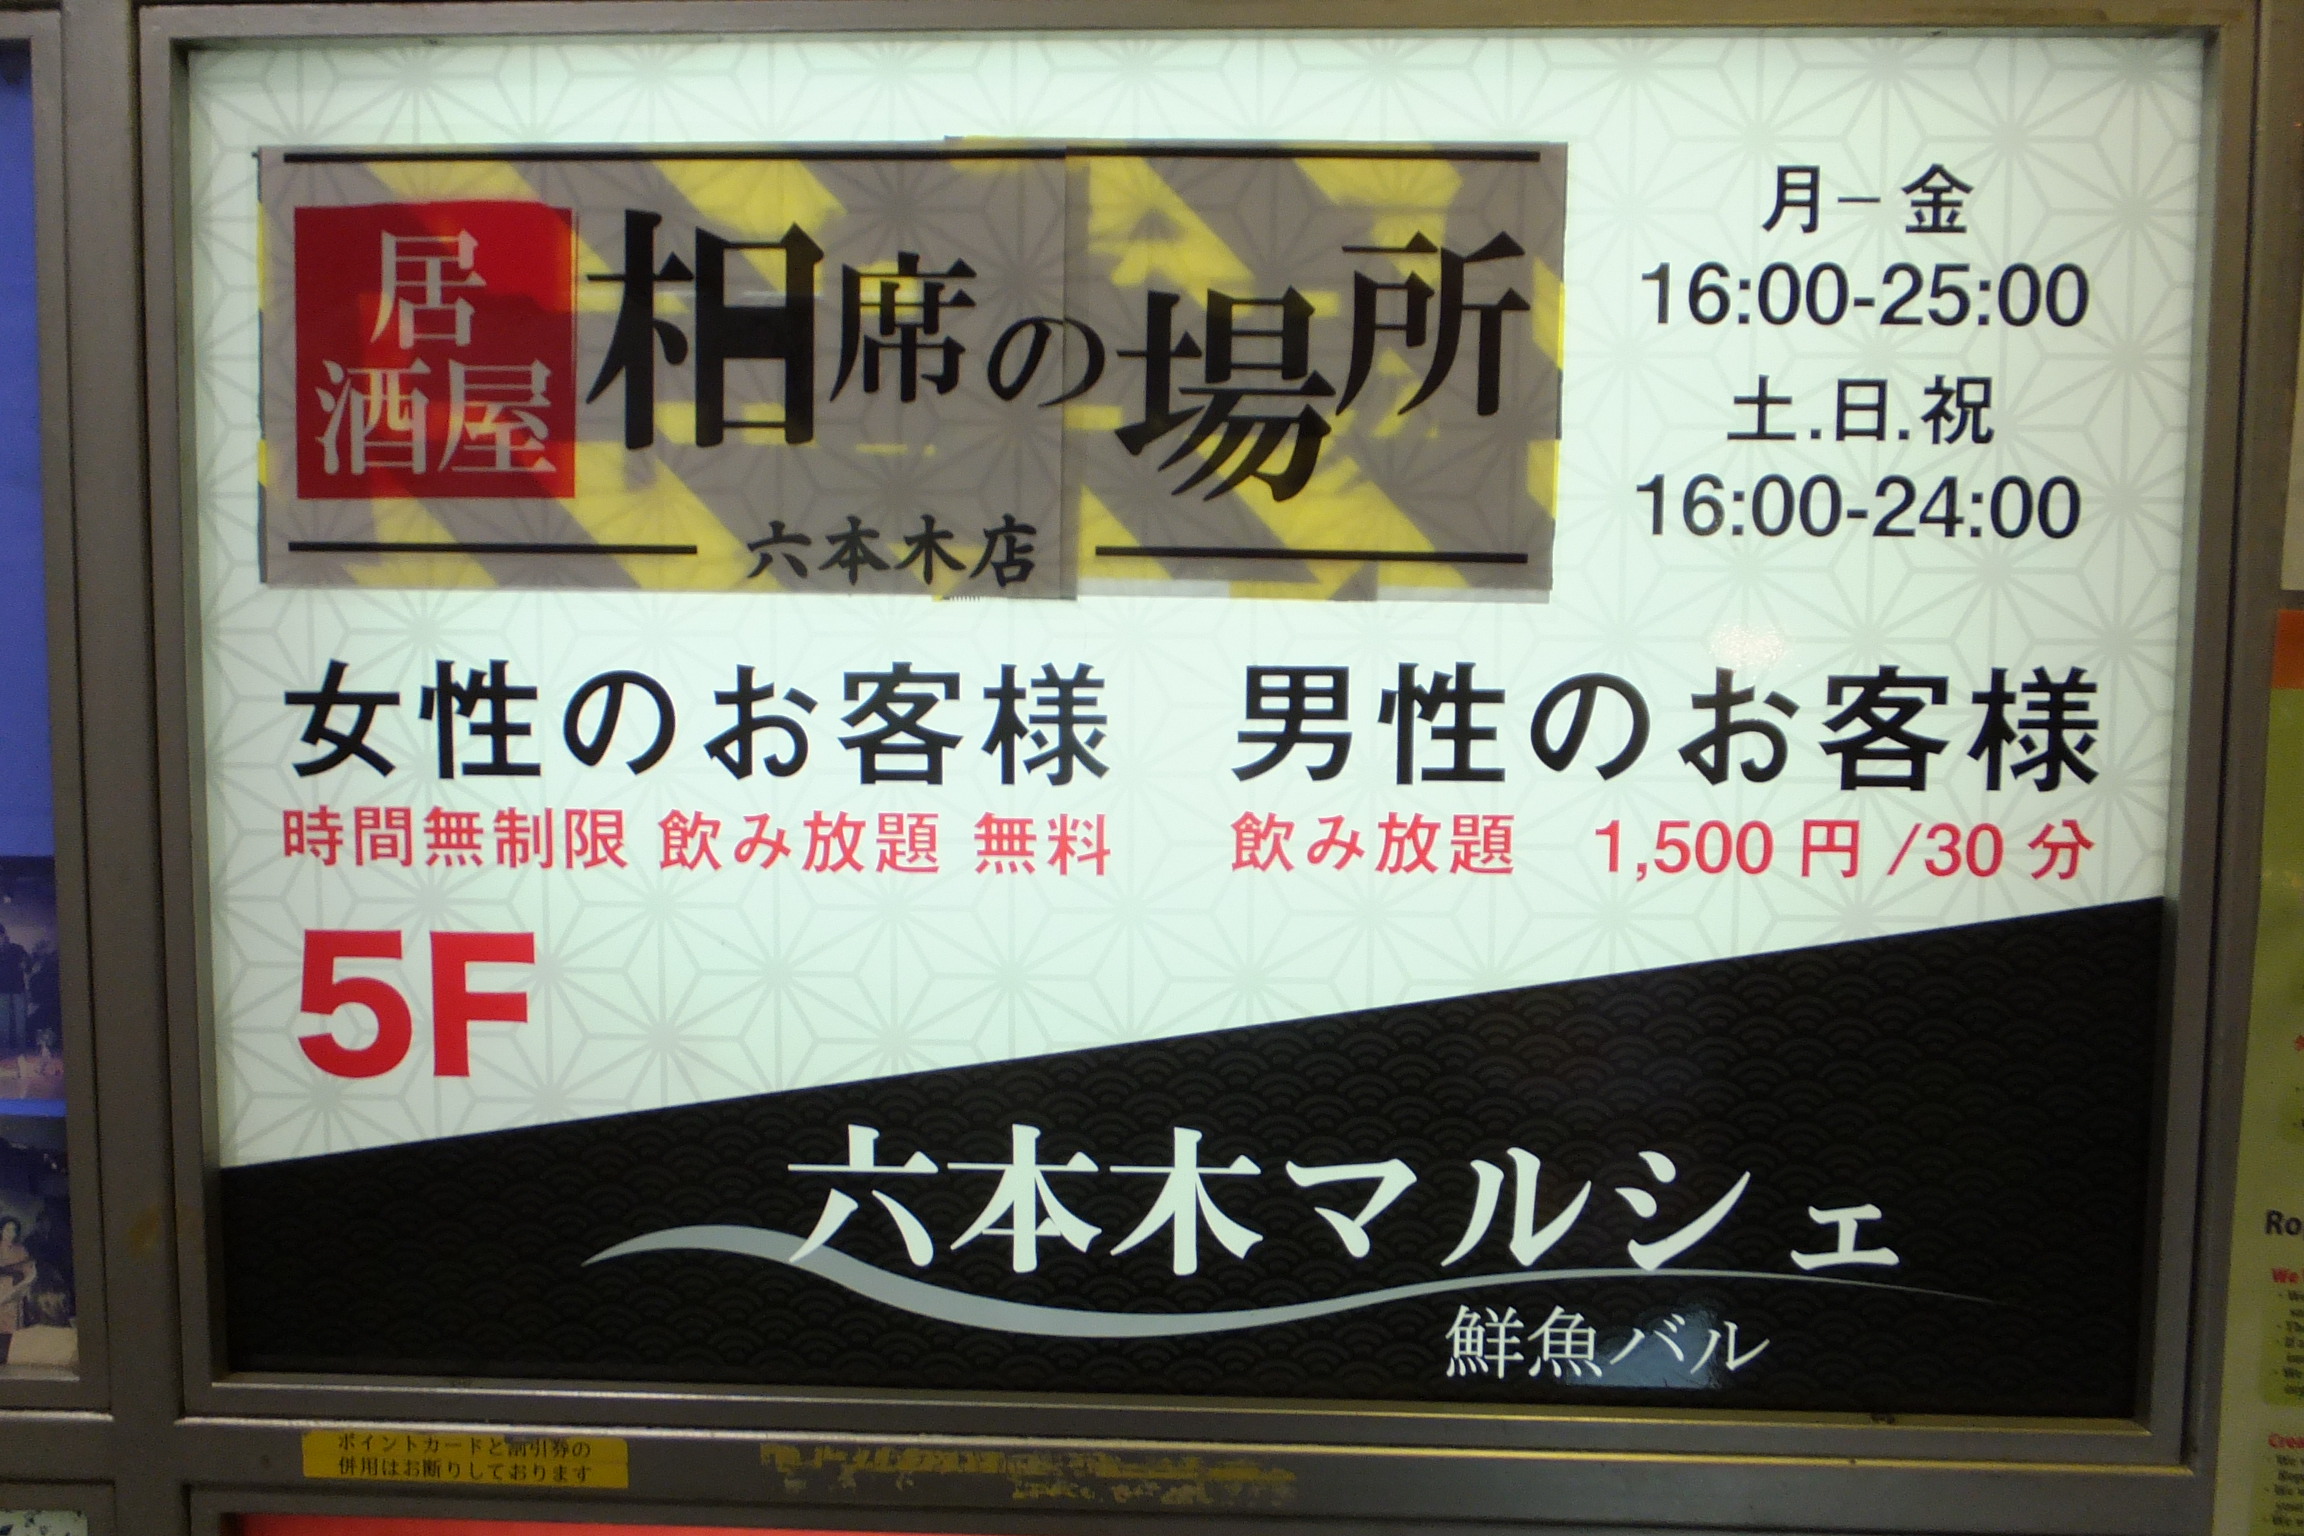 居酒屋 相席の場所
六本木店
月－金
16:00-25:00
土.日.祝
16:00-24:00
女性のお客様
時間無制限 飲み放題 無料
男性のお客様
飲み放題 1,500円/30分
5F
六本木マルシェ
鮮魚バル
ポイントカードと割引券の
併用はお断りしております
Ro
We
Crea